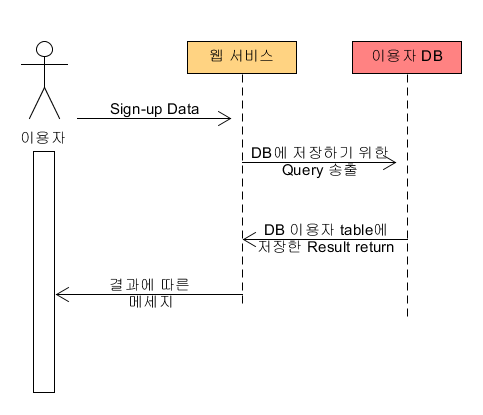 웹 서비스
이용자 DB
Sign-up Data
이용자
DB에 저장하기 위한
Query 송출
DB 이용자 table에
저장한 Result return
결과에 따른
메세지